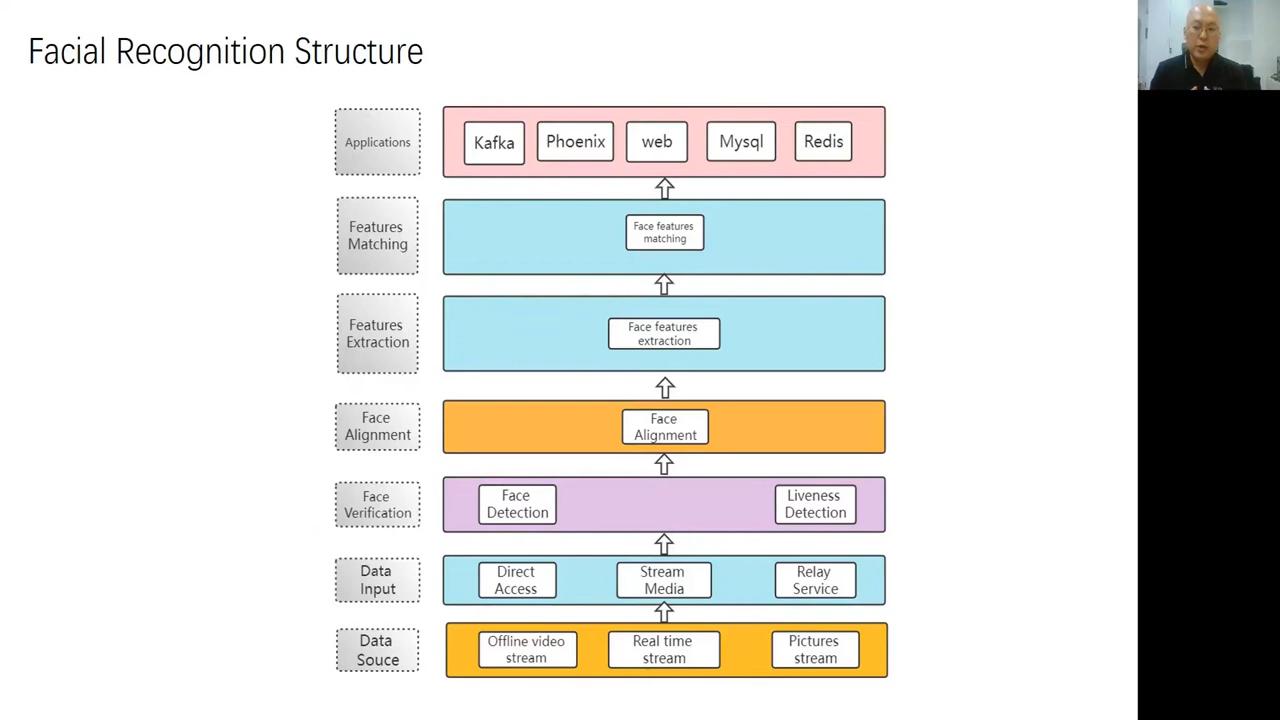 Facial Recognition Structure
Applications
Kafka
Phoenix
web
Mysql
Redis
Features
Matching
Face features
matching
Features
Extraction
Face features
extraction
Face
Alignment
Face
Alignment
Face
Verification
Face
Detection
Liveness
Detection
Data
Input
Direct
Access
Stream
Media
Relay
Service
Data
Souce
Offline video
stream
Real time
stream
Pictures
stream